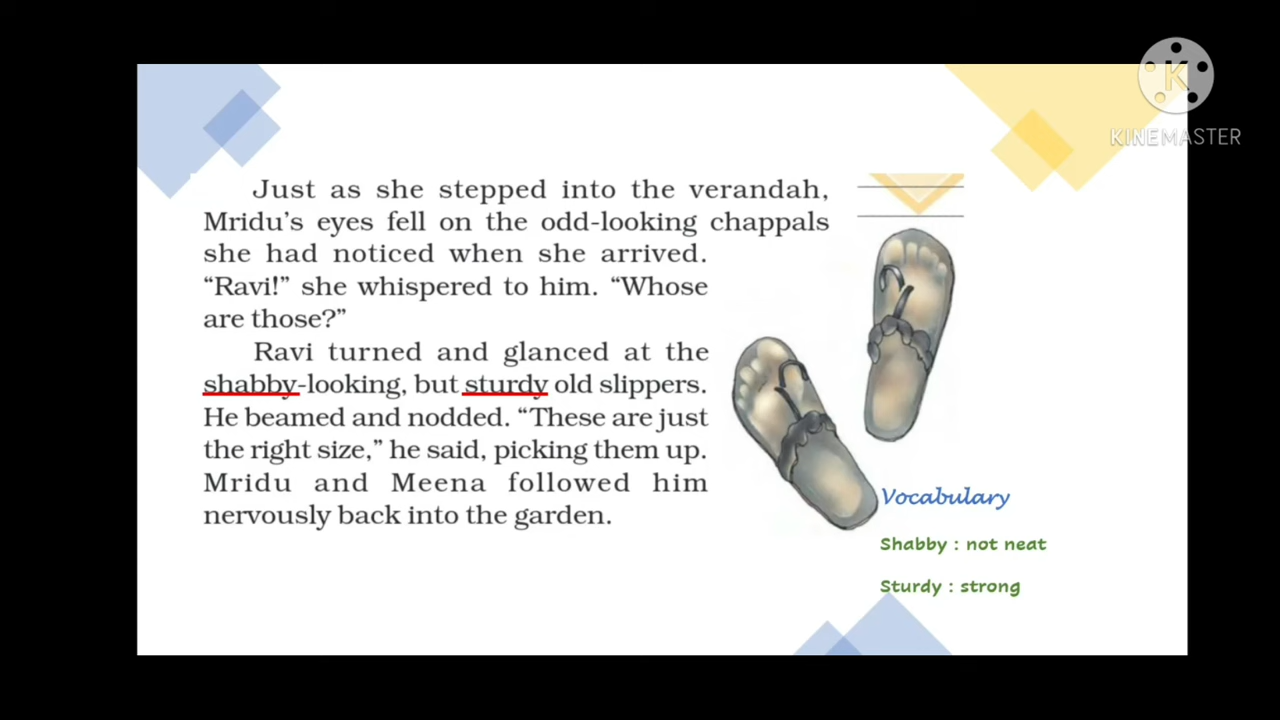 KINEMASTER
Just as she stepped into the verandah,
Mridu's eyes fell on the odd-looking chappals
she had noticed when she arrived.
“Ravi!” she whispered to him. “Whose
are those?”
Ravi turned and glanced at the
shabby-looking, but sturdy old slippers.
He beamed and nodded. “These are just
the right size,” he said, picking them up.
Mridu and Meena followed him
nervously back into the garden.
Vocabulary
Shabby : not neat
Sturdy : strong